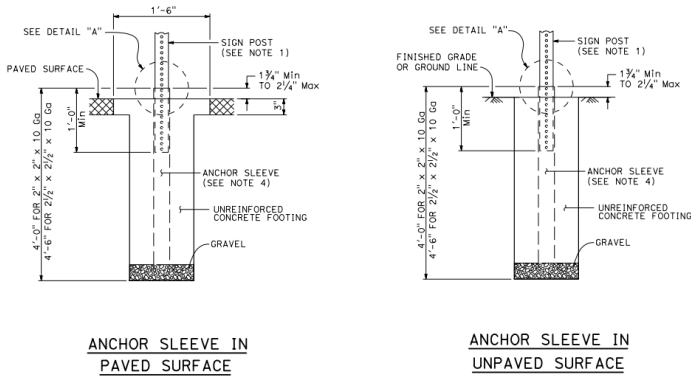 1'-6"
SEE DETAIL "A"
SIGN POST
(SEE NOTE 1)
PAVED SURFACE
1¾" Min
TO 2¼" Max
3"
1'-0"
Min
4'-0" FOR 2" x 2" x 10 Ga
4'-6" FOR 2½" x 2½" x 10 Ga
ANCHOR SLEEVE
(SEE NOTE 4)
UNREINFORCED
CONCRETE FOOTING
GRAVEL
ANCHOR SLEEVE IN
PAVED SURFACE
SEE DETAIL "A"
SIGN POST
(SEE NOTE 1)
FINISHED GRADE
OR GROUND LINE
1¾" Min
TO 2¼" Max
1'-0"
Min
4'-0" FOR 2" x 2" x 10 Ga
4'-6" FOR 2½" x 2½" x 10 Ga
ANCHOR SLEEVE
(SEE NOTE 4)
UNREINFORCED
CONCRETE FOOTING
GRAVEL
ANCHOR SLEEVE IN
UNPAVED SURFACE